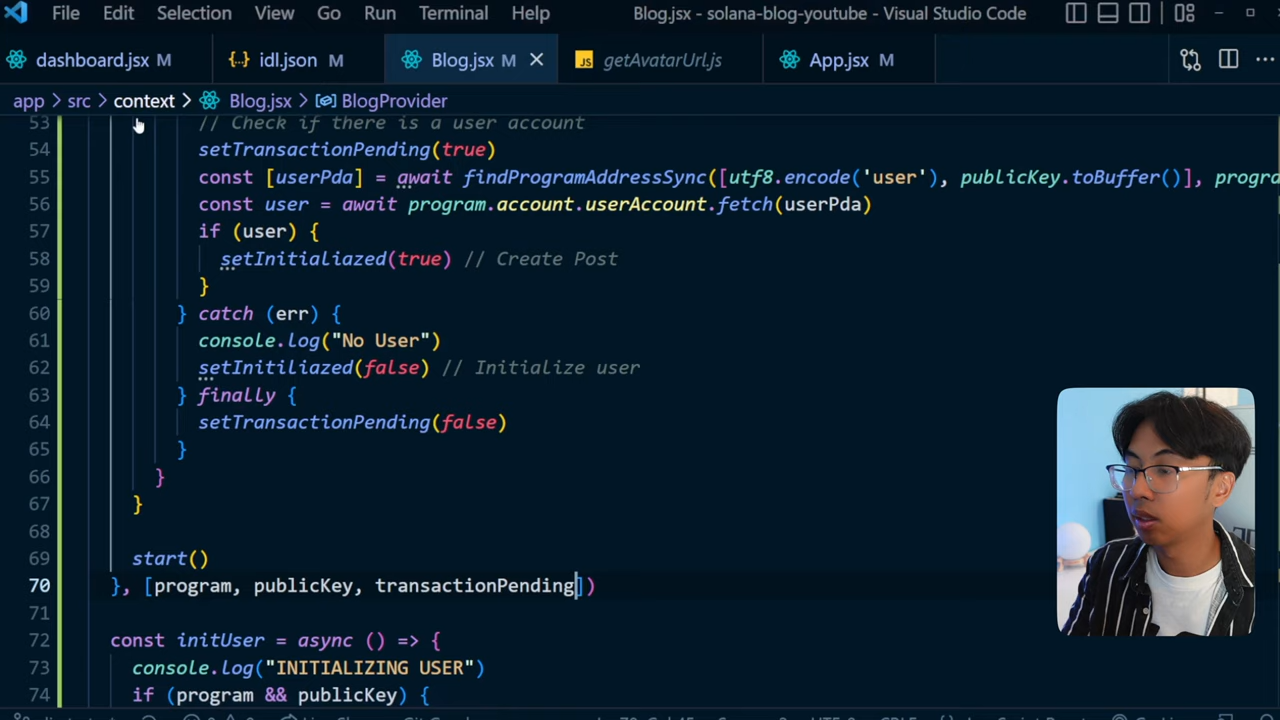 File Edit Selection View Go Run Terminal Help Blog.jsx - solana-blog-youtube - Visual Studio Code
dashboard.jsx M idl.json M Blog.jsx M getAvatarUrl.js App.jsx M
app > src > context > Blog.jsx > BlogProvider
53 // Check if there is a user account
54 setTransactionPending(true)
55 const [userPda] = await findProgramAddressSync([utf8.encode('user'), publicKey.toBuffer()], progra
56 const user = await program.account.userAccount.fetch(userPda)
57 if (user) {
58 setInitialiazed(true) // Create Post
59 }
60 } catch (err) {
61 console.log("No User")
62 setInitiliazed(false) // Initialize user
63 } finally {
64 setTransactionPending(false)
65 }
66 }
67 }
68
69 start()
70 }, [program, publicKey, transactionPending])
71
72 const initUser = async () => {
73 console.log("INITIALIZING USER")
74 if (program && publicKey) {